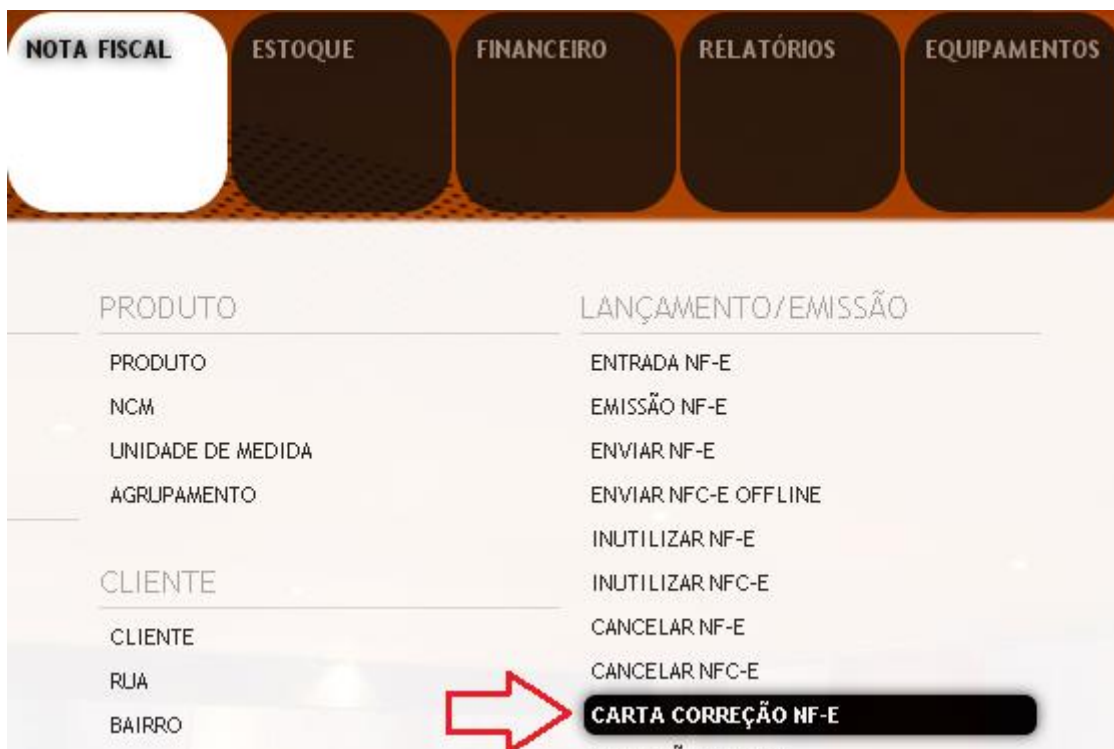 NOTA FISCAL
ESTOQUE
FINANCEIRO
RELATÓRIOS
EQUIPAMENTOS
PRODUTO
PRODUTO
NCM
UNIDADE DE MEDIDA
AGRUPAMENTO
CLIENTE
CLIENTE
RUA
BAIRRO
LANÇAMENTO/EMISSÃO
ENTRADA NF-E
EMISSÃO NF-E
ENVIAR NF-E
ENVIAR NFC-E OFFLINE
INUTILIZAR NF-E
INUTILIZAR NFC-E
CANCELAR NF-E
CANCELAR NFC-E
CARTA CORREÇÃO NF-E